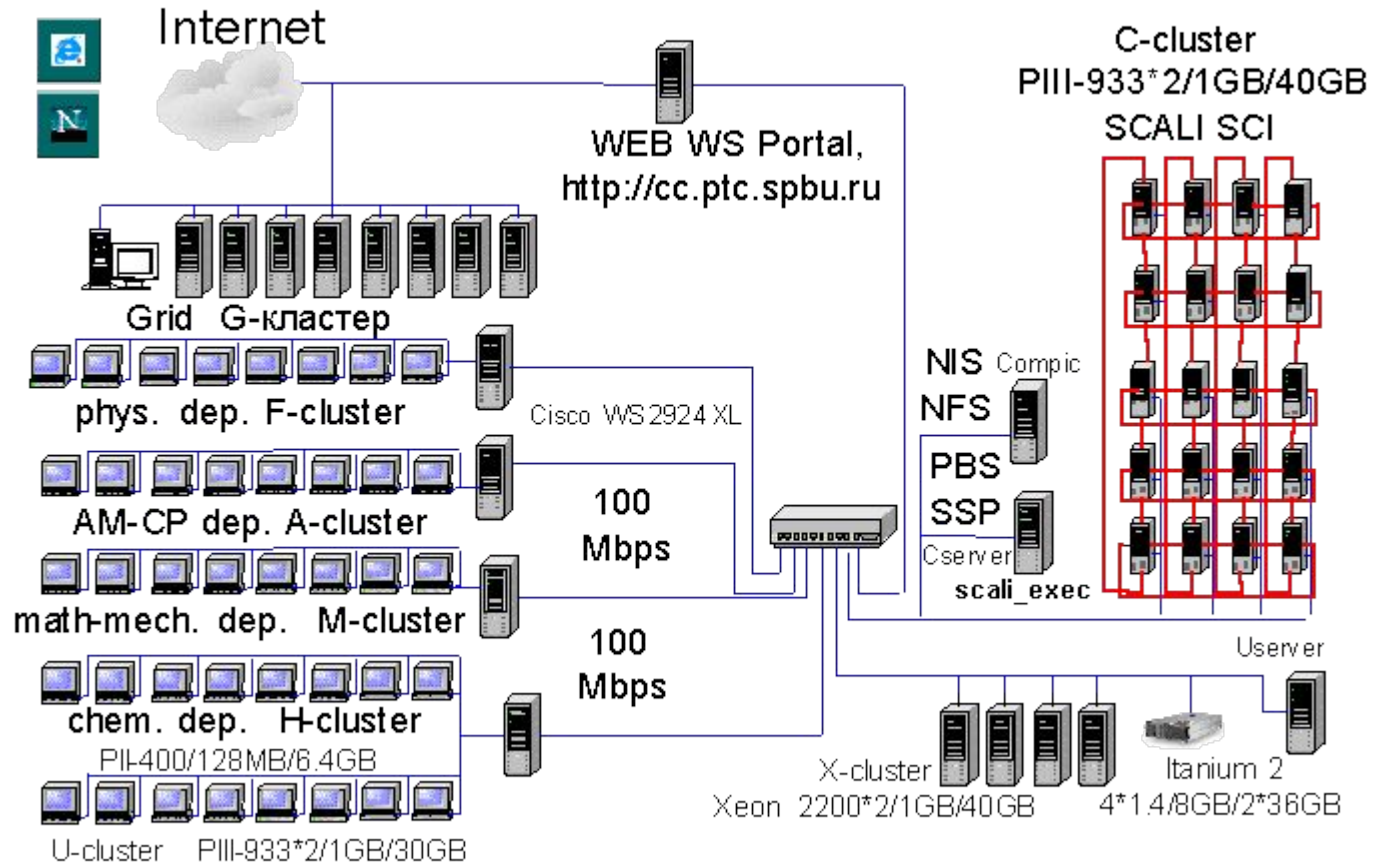 Internet
N
WEB WS Portal,
http://cc.ptc.spbu.ru
C-cluster
PIII-933*2/1GB/40GB
SCALI SCI
Grid G-кластер
phys. dep. F-cluster
Cisco WS2924 XL
AM-CP dep. A-cluster
100
Mbps
math-mech. dep. M-cluster
100
Mbps
chem. dep. H-cluster
PII-400/128MB/6.4GB
U-cluster PIII-933*2/1GB/30GB
NIS Compic
NFS
PBS
SSP
Cserver
scali_exec
Userver
X-cluster
Xeon 2200*2/1GB/40GB
Itanium 2
4*1.4/8GB/2*36GB